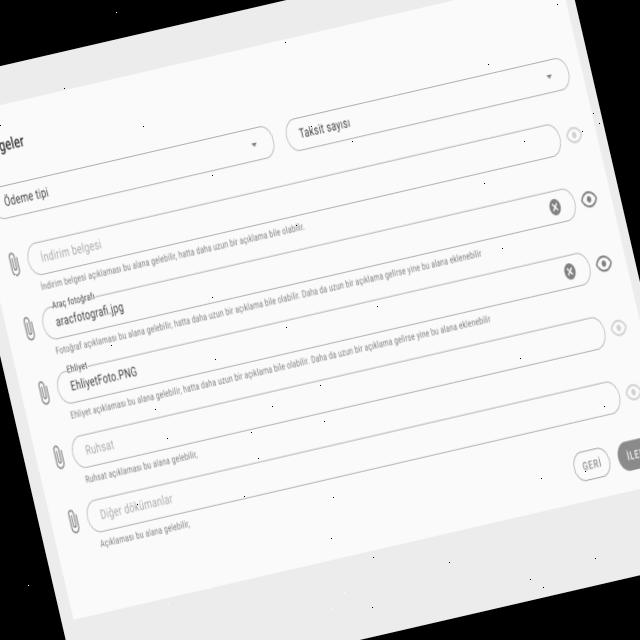 geler
Ödeme tipi
Taksit sayısı
İndirim belgesi
İndirim belgesi açıklaması bu alana gelebilir, hatta daha uzun bir açıklama bile olabilir.
Araç fotoğrafı
aracfotografi.jpg
Fotoğraf açıklaması bu alana gelebilir, hatta daha uzun bir açıklama bile olabilir. Daha da uzun bir açıklama gelirse yine bu alana eklenebilir
Ehliyet
EhliyetFoto.PNG
Ehliyet açıklaması bu alana gelebilir, hatta daha uzun bir açıklama bile olabilir. Daha da uzun bir açıklama gelirse yine bu alana eklenebilir
Ruhsat
Ruhsat açıklaması bu alana gelebilir,
Diğer dökümanlar
Açıklaması bu alana gelebilir,
GERİ
İLE